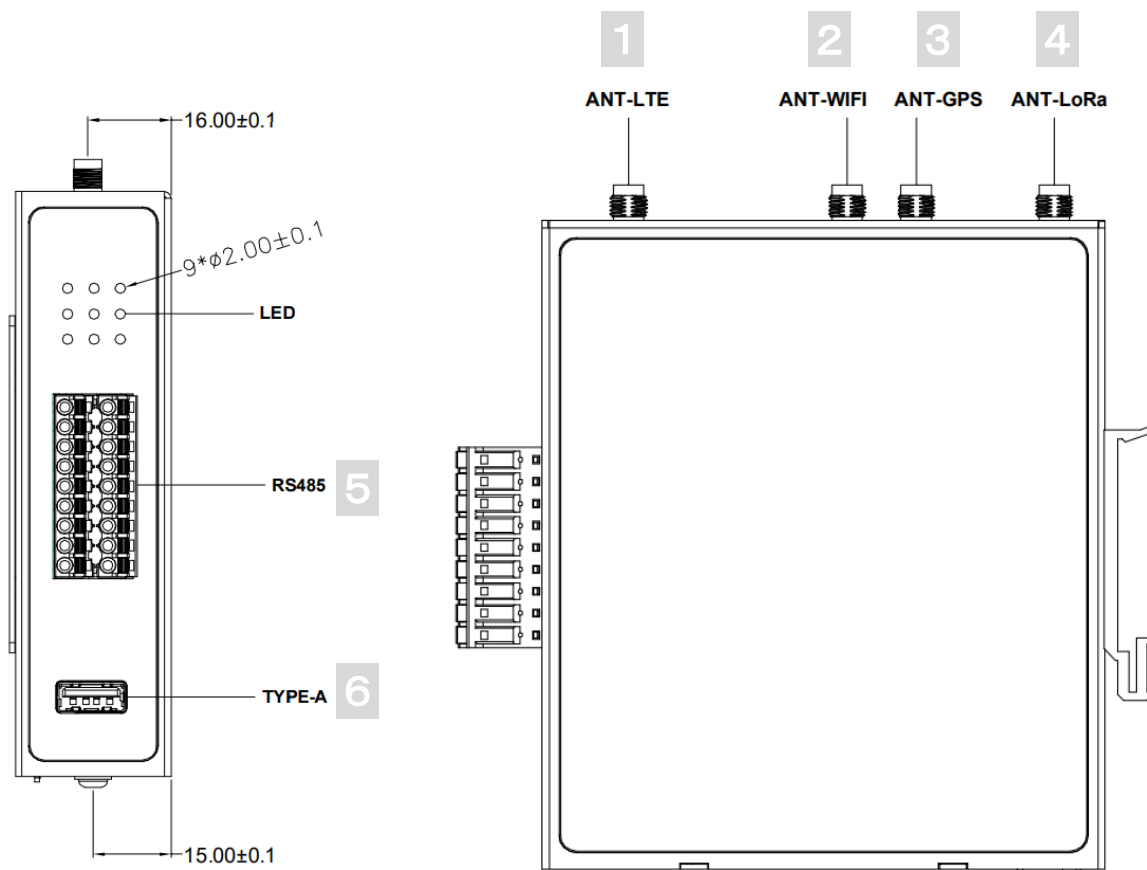 1 2 3 4
ANT-LTE ANT-WIFI ANT-GPS ANT-LoRa
16.00±0.1
9*⌀2.00±0.1
LED
RS485 5
TYPE-A 6
15.00±0.1